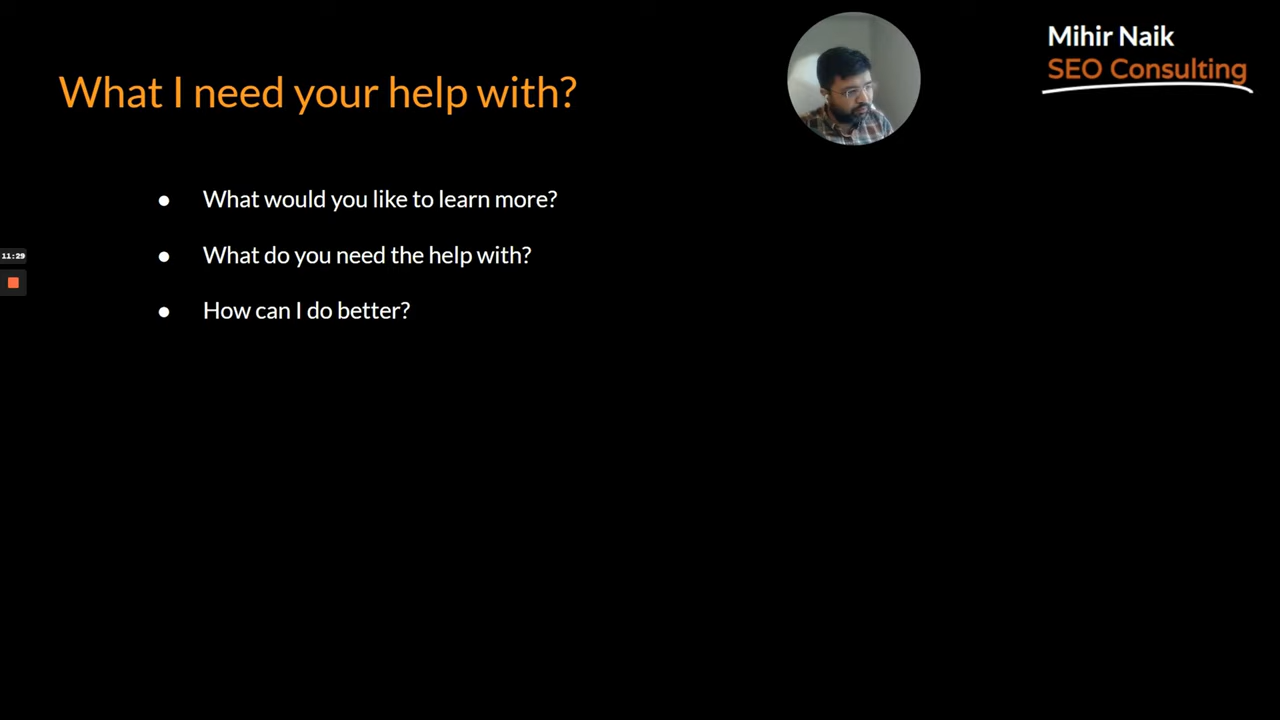 What I need your help with?
Mihir Naik
SEO Consulting
What would you like to learn more?
What do you need the help with?
How can I do better?
11:29